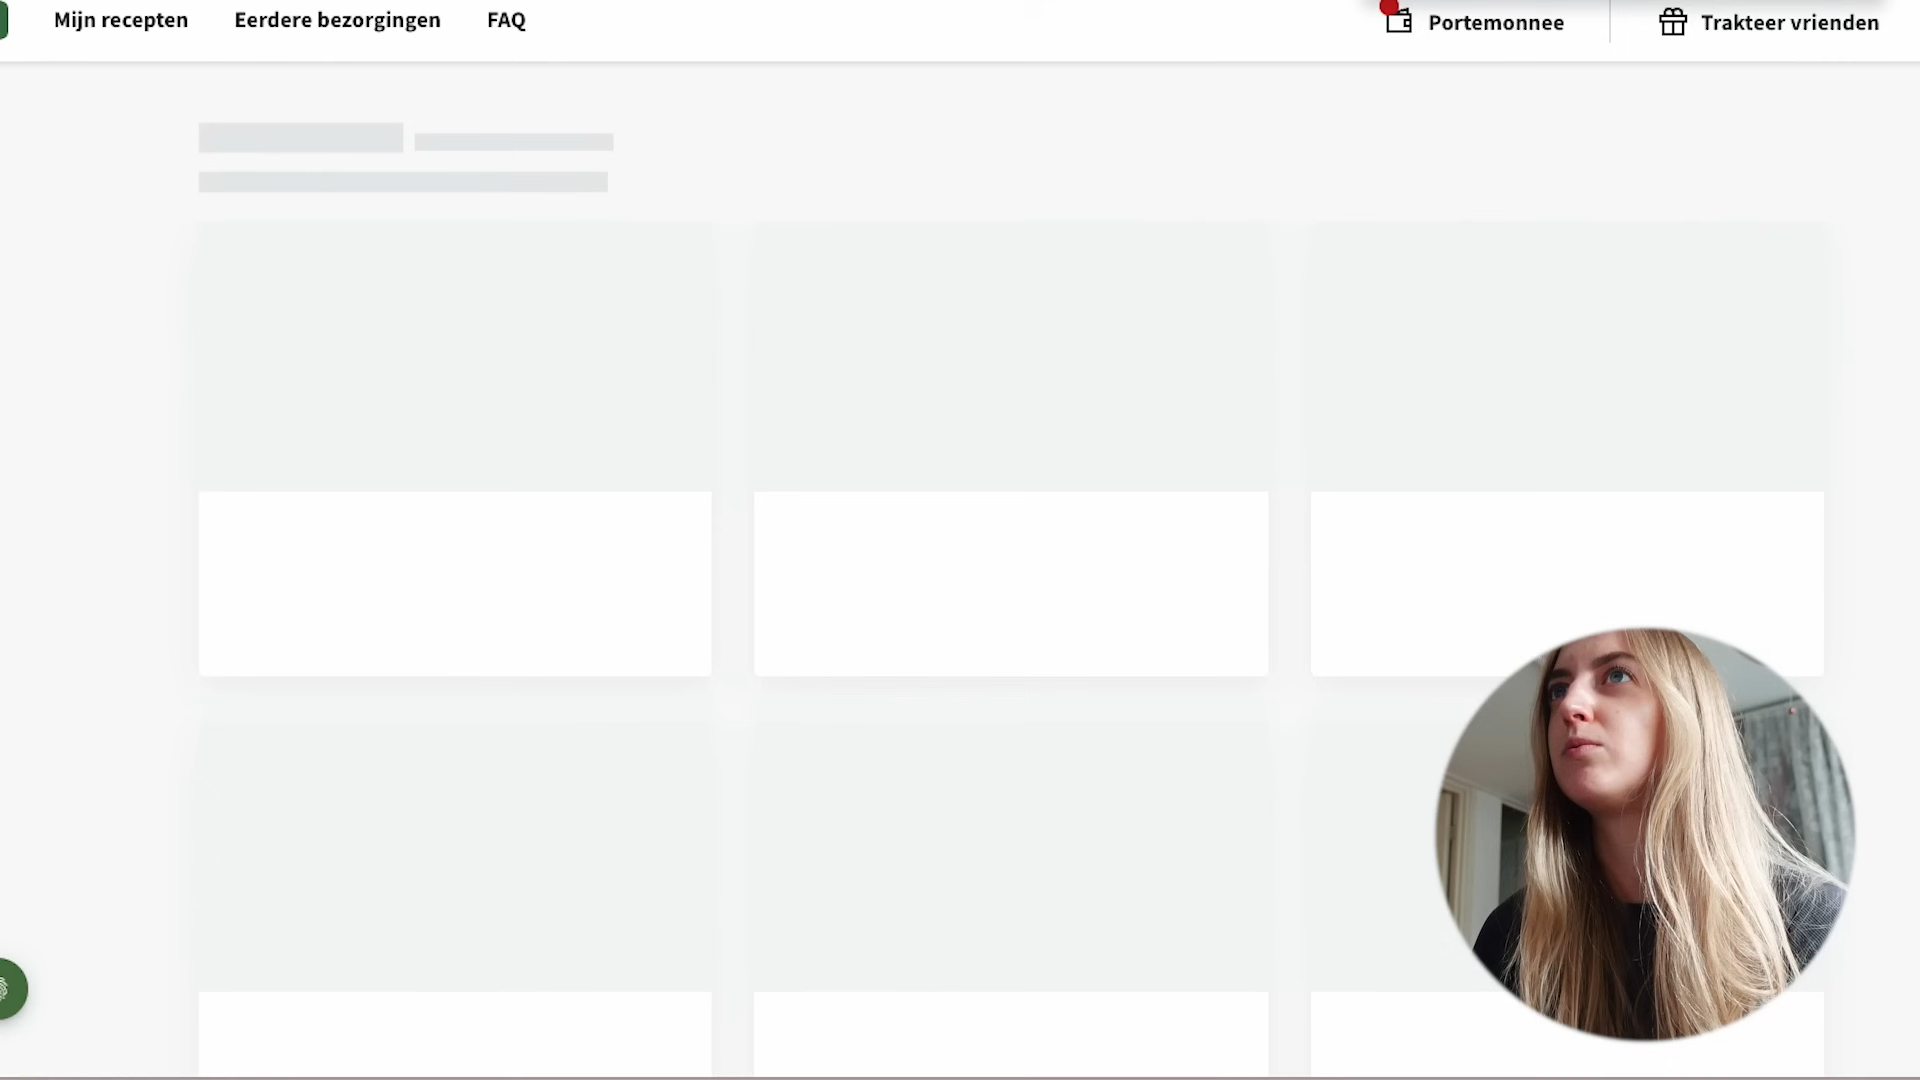 Mijn recepten
Eerdere bezorgingen
FAQ
Portemonnee
Trakteer vrienden